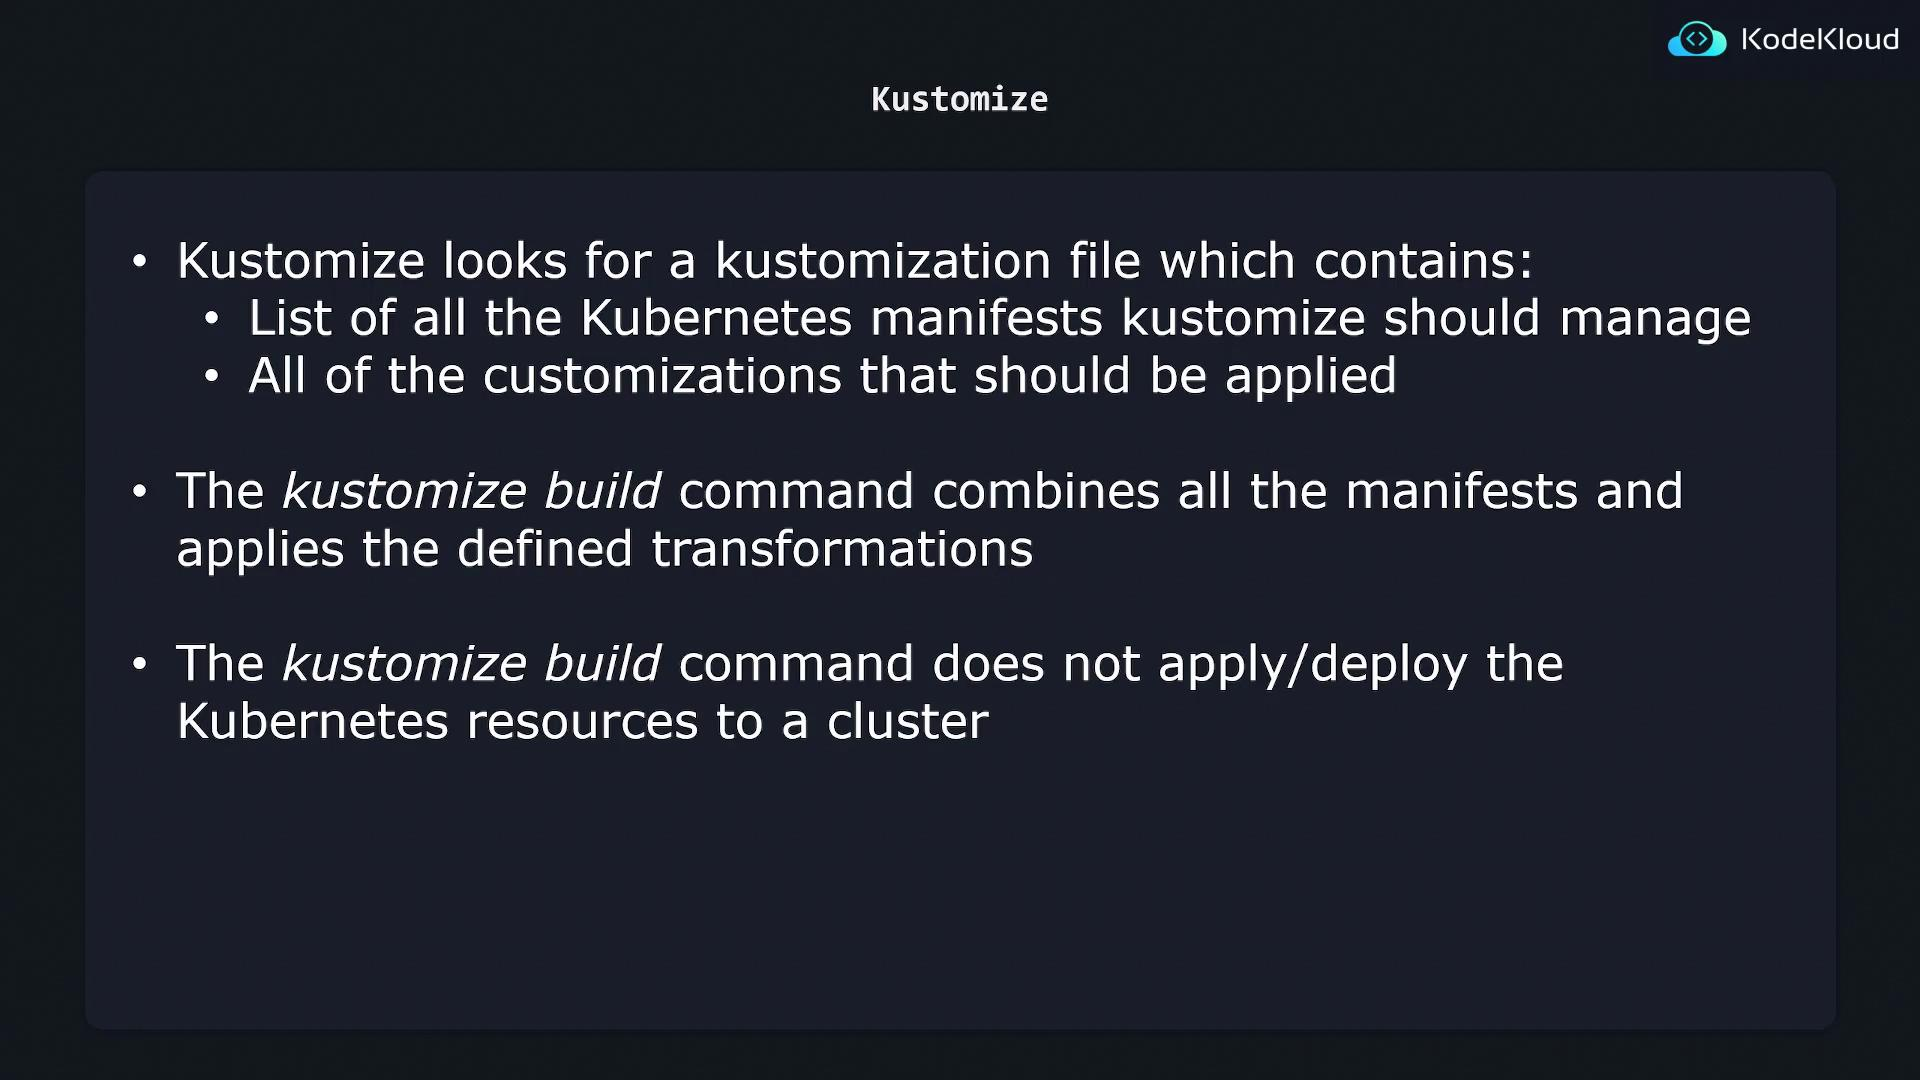 KodeKloud
Kustomize
• Kustomize looks for a kustomization file which contains:
• List of all the Kubernetes manifests kustomize should manage
• All of the customizations that should be applied
• The kustomize build command combines all the manifests and
applies the defined transformations
• The kustomize build command does not apply/deploy the
Kubernetes resources to a cluster